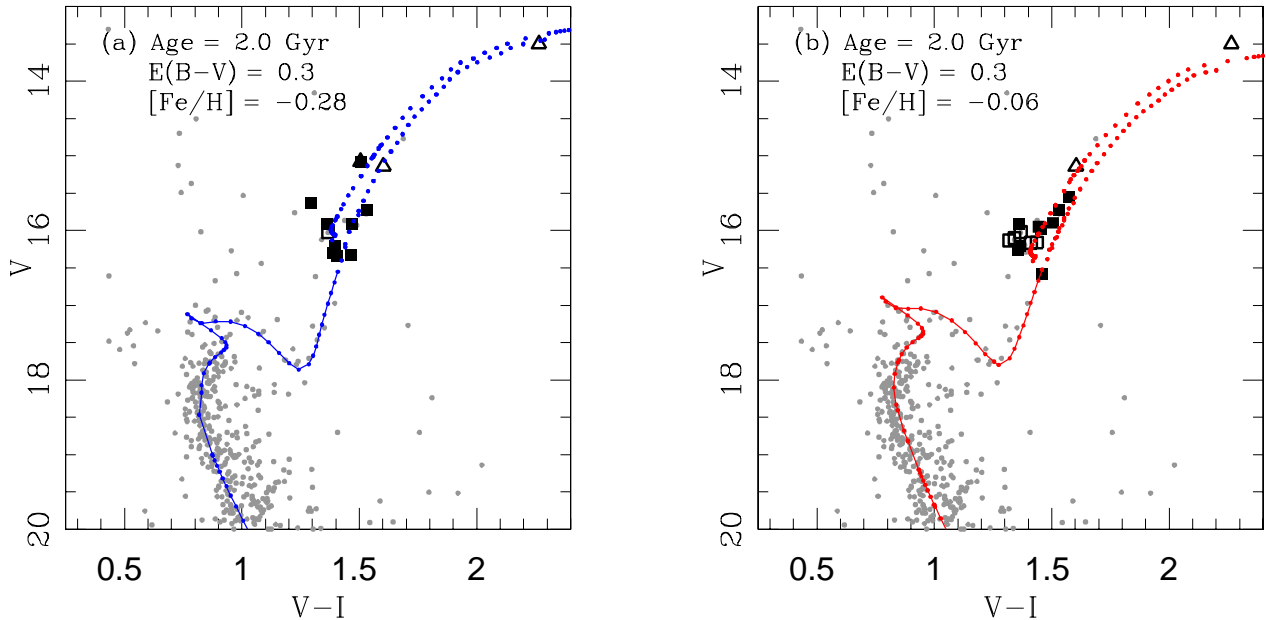 (a) Age = 2.0 Gyr
E(B−V) = 0.3
[Fe/H] = −0.28
14
16
18
20
V
0.5
1
1.5
2
V−I
(b) Age = 2.0 Gyr
E(B−V) = 0.3
[Fe/H] = −0.06
14
16
18
20
V
0.5
1
1.5
2
V−I